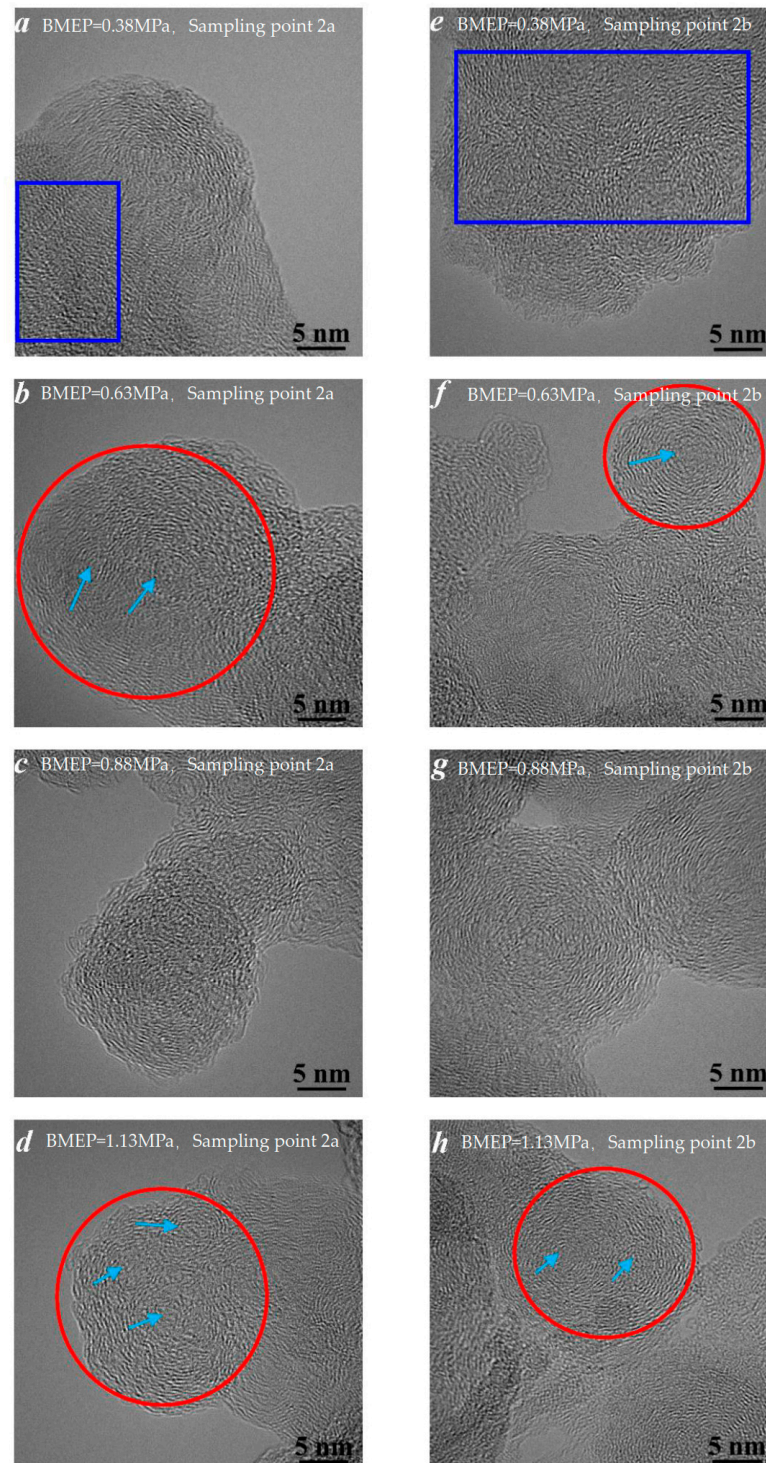 a BMEP=0.38MPa, Sampling point 2a
5 nm
e BMEP=0.38MPa, Sampling point 2b
5 nm
b BMEP=0.63MPa, Sampling point 2a
5 nm
f BMEP=0.63MPa, Sampling point 2b
5 nm
c BMEP=0.88MPa, Sampling point 2a
5 nm
g BMEP=0.88MPa, Sampling point 2b
5 nm
d BMEP=1.13MPa, Sampling point 2a
5 nm
h BMEP=1.13MPa, Sampling point 2b
5 nm